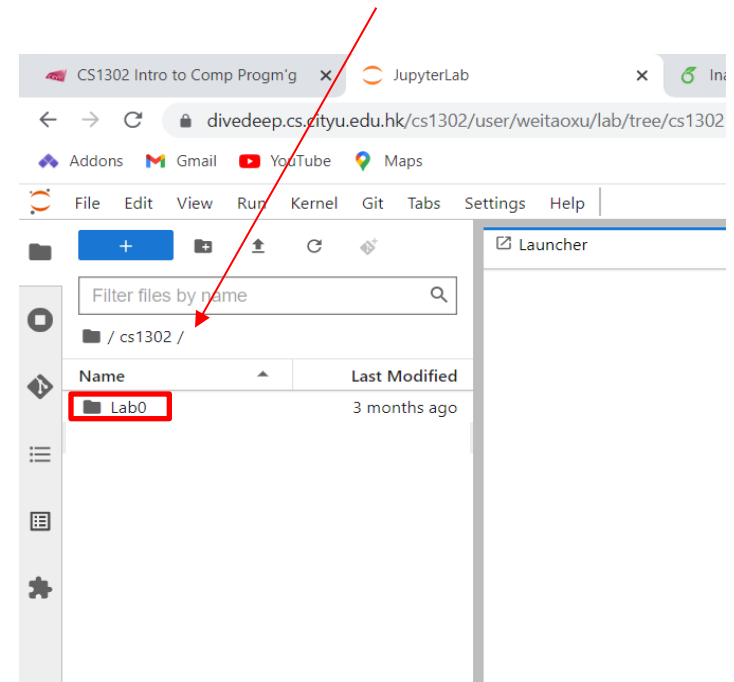 CS1302 Intro to Comp Progm'g
JupyterLab
Ina
divedeep.cs.cityu.edu.hk/cs1302/user/weitaoxu/lab/tree/cs1302
Addons Gmail YouTube Maps
File Edit View Run Kernel Git Tabs Settings Help
+
Launcher
Filter files by name
/ cs1302 /
Name Last Modified
Lab0 3 months ago